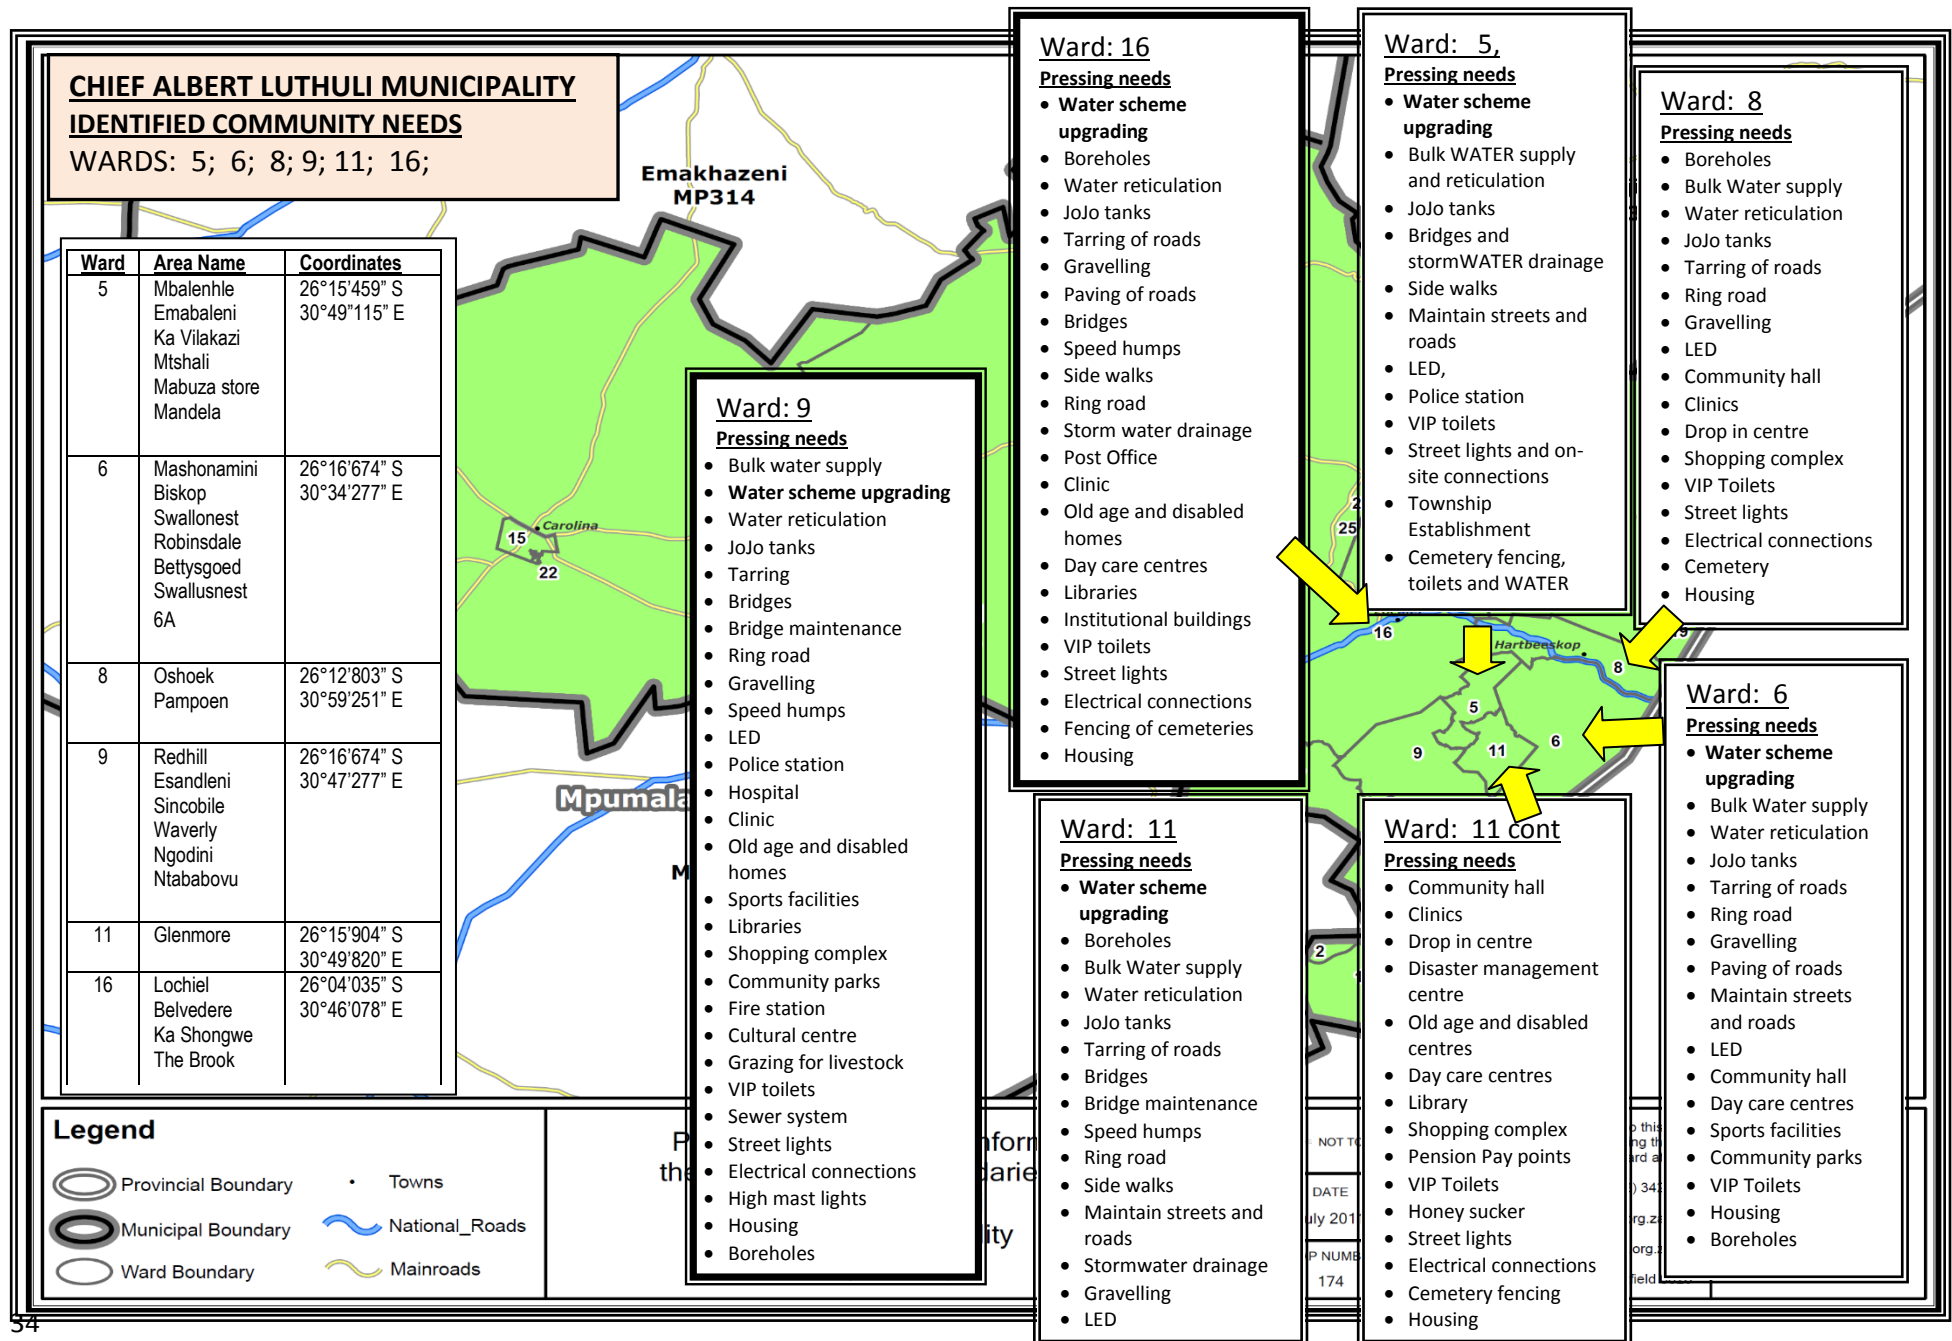 CHIEF ALBERT LUTHULI MUNICIPALITY
IDENTIFIED COMMUNITY NEEDS
WARDS: 5; 6; 8; 9; 11; 16;
Ward Area Name Coordinates
5 Mbalenhle 26°15'459" S
Emabaleni 30°49"115" E
Ka Vilakazi
Mtshali
Mabuza store
Mandela
6 Mashonamini 26°16'674" S
Biskop 30°34'277" E
Swallonest
Robinsdale
Bettysgoed
Swallusnest
6A
8 Oshoek 26°12'803" S
Pampoen 30°59'251" E
9 Redhill 26°16'674" S
Esandleni 30°47'277" E
Sincobile
Waverly
Ngodini
Ntababovu
11 Glenmore 26°15'904" S
30°49'820" E
16 Lochiel 26°04'035" S
Belvedere 30°46'078" E
Ka Shongwe
The Brook
Emakhazeni
MP314
Carolina
15
22
Ward: 9
Pressing needs
• Bulk water supply
• Water scheme upgrading
• Water reticulation
• JoJo tanks
• Tarring
• Bridges
• Bridge maintenance
• Ring road
• Gravelling
• Speed humps
• LED
• Police station
• Hospital
• Clinic
• Old age and disabled
homes
• Sports facilities
• Libraries
• Shopping complex
• Community parks
• Fire station
• Cultural centre
• Grazing for livestock
• VIP toilets
• Sewer system
• Street lights
• Electrical connections
• High mast lights
• Housing
• Boreholes
Ward: 16
Pressing needs
• Water scheme
upgrading
• Boreholes
• Water reticulation
• JoJo tanks
• Tarring of roads
• Gravelling
• Paving of roads
• Bridges
• Speed humps
• Side walks
• Ring road
• Storm water drainage
• Post Office
• Clinic
• Old age and disabled
homes
• Day care centres
• Libraries
• Institutional buildings
• VIP toilets
• Street lights
• Electrical connections
• Fencing of cemeteries
• Housing
Ward: 5,
Pressing needs
• Water scheme
upgrading
• Bulk WATER supply
and reticulation
• JoJo tanks
• Bridges and
stormWATER drainage
• Side walks
• Maintain streets and
roads
• LED,
• Police station
• VIP toilets
• Street lights and on-
site connections
• Township
Establishment
• Cemetery fencing,
toilets and WATER
Ward: 8
Pressing needs
• Boreholes
• Bulk Water supply
• Water reticulation
• JoJo tanks
• Tarring of roads
• Ring road
• Gravelling
• LED
• Community hall
• Clinics
• Drop in centre
• Shopping complex
• VIP Toilets
• Street lights
• Electrical connections
• Cemetery
• Housing
25
16
Hartbeeskop
8
5
9
11
6
2
Ward: 11
Pressing needs
• Water scheme
upgrading
• Boreholes
• Bulk Water supply
• Water reticulation
• JoJo tanks
• Tarring of roads
• Bridges
• Bridge maintenance
• Speed humps
• Ring road
• Side walks
• Maintain streets and
roads
• Stormwater drainage
• Gravelling
• LED
Ward: 11 cont
Pressing needs
• Community hall
• Clinics
• Drop in centre
• Disaster management
centre
• Old age and disabled
centres
• Day care centres
• Library
• Shopping complex
• Pension Pay points
• VIP Toilets
• Honey sucker
• Street lights
• Electrical connections
• Cemetery fencing
• Housing
Ward: 6
Pressing needs
• Water scheme
upgrading
• Bulk Water supply
• Water reticulation
• JoJo tanks
• Tarring of roads
• Ring road
• Gravelling
• Paving of roads
• Maintain streets
and roads
• LED
• Community hall
• Day care centres
• Sports facilities
• Community parks
• VIP Toilets
• Housing
• Boreholes
Legend
Provincial Boundary
Municipal Boundary
Ward Boundary
Towns
National_Roads
Mainroads
NOT
DATE
174
34